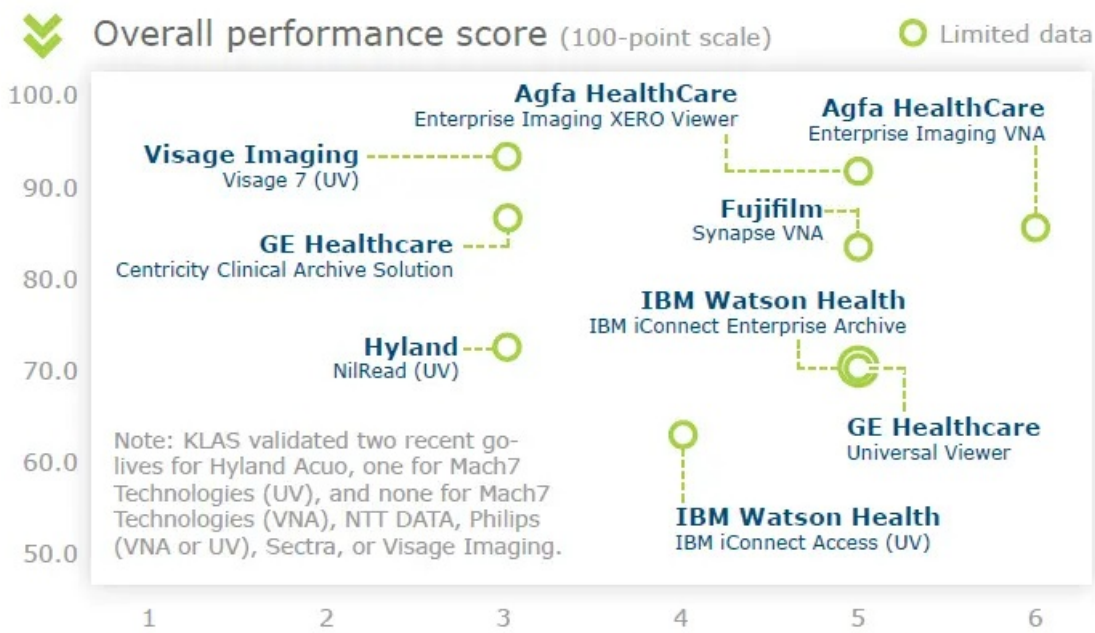 Overall performance score (100-point scale)
Limited data
100.0
90.0
80.0
70.0
60.0
50.0
Agfa HealthCare
Enterprise Imaging XERO Viewer
Agfa HealthCare
Enterprise Imaging VNA
Visage Imaging
Visage 7 (UV)
Fujifilm
Synapse VNA
GE Healthcare
Centricity Clinical Archive Solution
IBM Watson Health
IBM iConnect Enterprise Archive
Hyland
NilRead (UV)
GE Healthcare
Universal Viewer
Note: KLAS validated two recent go-
lives for Hyland Acuo, one for Mach7
Technologies (UV), and none for Mach7
Technologies (VNA), NTT DATA, Philips
(VNA or UV), Sectra, or Visage Imaging.
IBM Watson Health
IBM iConnect Access (UV)
1 2 3 4 5 6